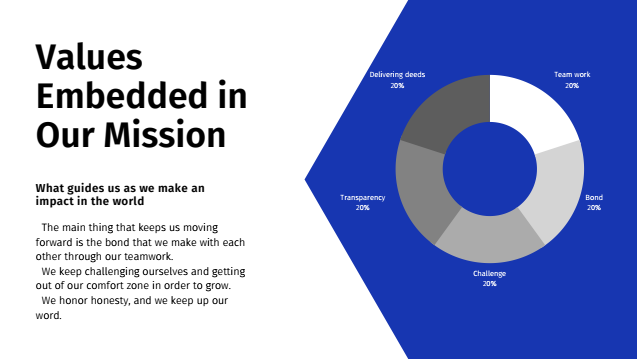 Values
Embedded in
Our Mission
What guides us as we make an
impact in the world
The main thing that keeps us moving
forward is the bond that we make with each
other through our teamwork.
We keep challenging ourselves and getting
out of our comfort zone in order to grow.
We honor honesty, and we keep up our
word.
Delivering deeds
20%
Team work
20%
Transparency
20%
Bond
20%
Challenge
20%